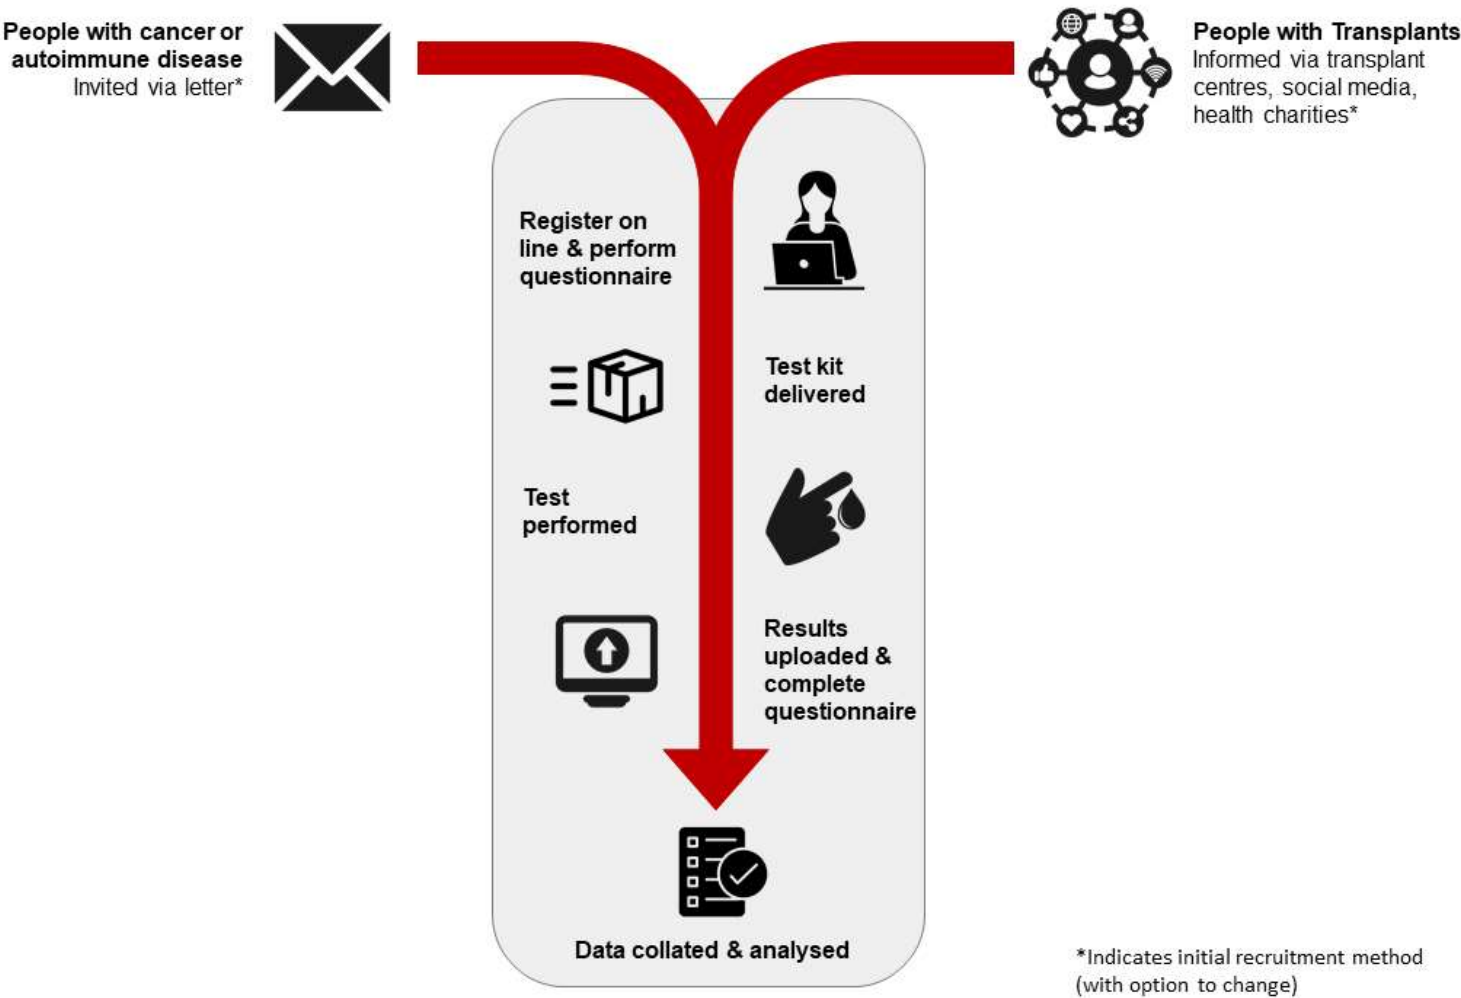 People with cancer or
autoimmune disease
Invited via letter*
People with Transplants
Informed via transplant
centres, social media,
health charities*
Register on
line & perform
questionnaire
Test kit
delivered
Test
performed
Results
uploaded &
complete
questionnaire
Data collated & analysed
*Indicates initial recruitment method
(with option to change)